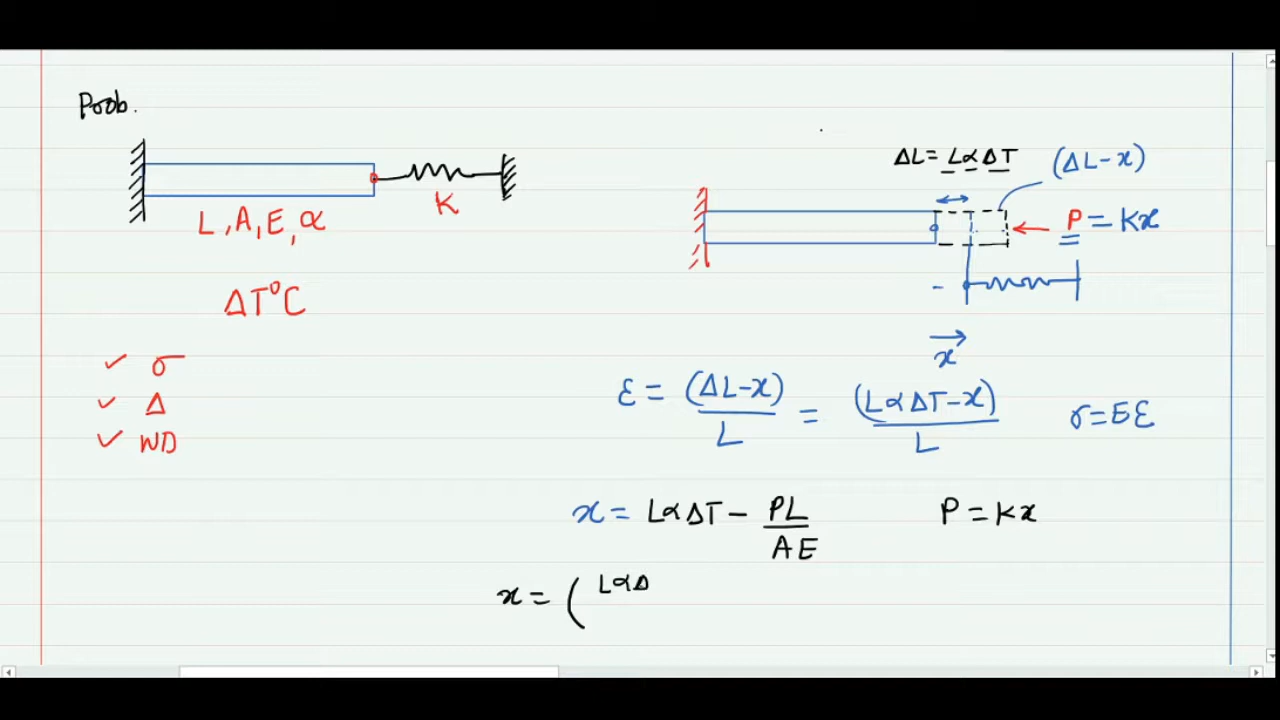 Prob.
K
L, A, E, α
ΔT°C
✓ σ
✓ Δ
✓ WD
ΔL = LαΔT
(ΔL-x)
P = Kx
x
ε = (ΔL-x)/L = (LαΔT-x)/L
σ=Eε
x = LαΔT - PL/AE
P = Kx
x = ( LαΔ